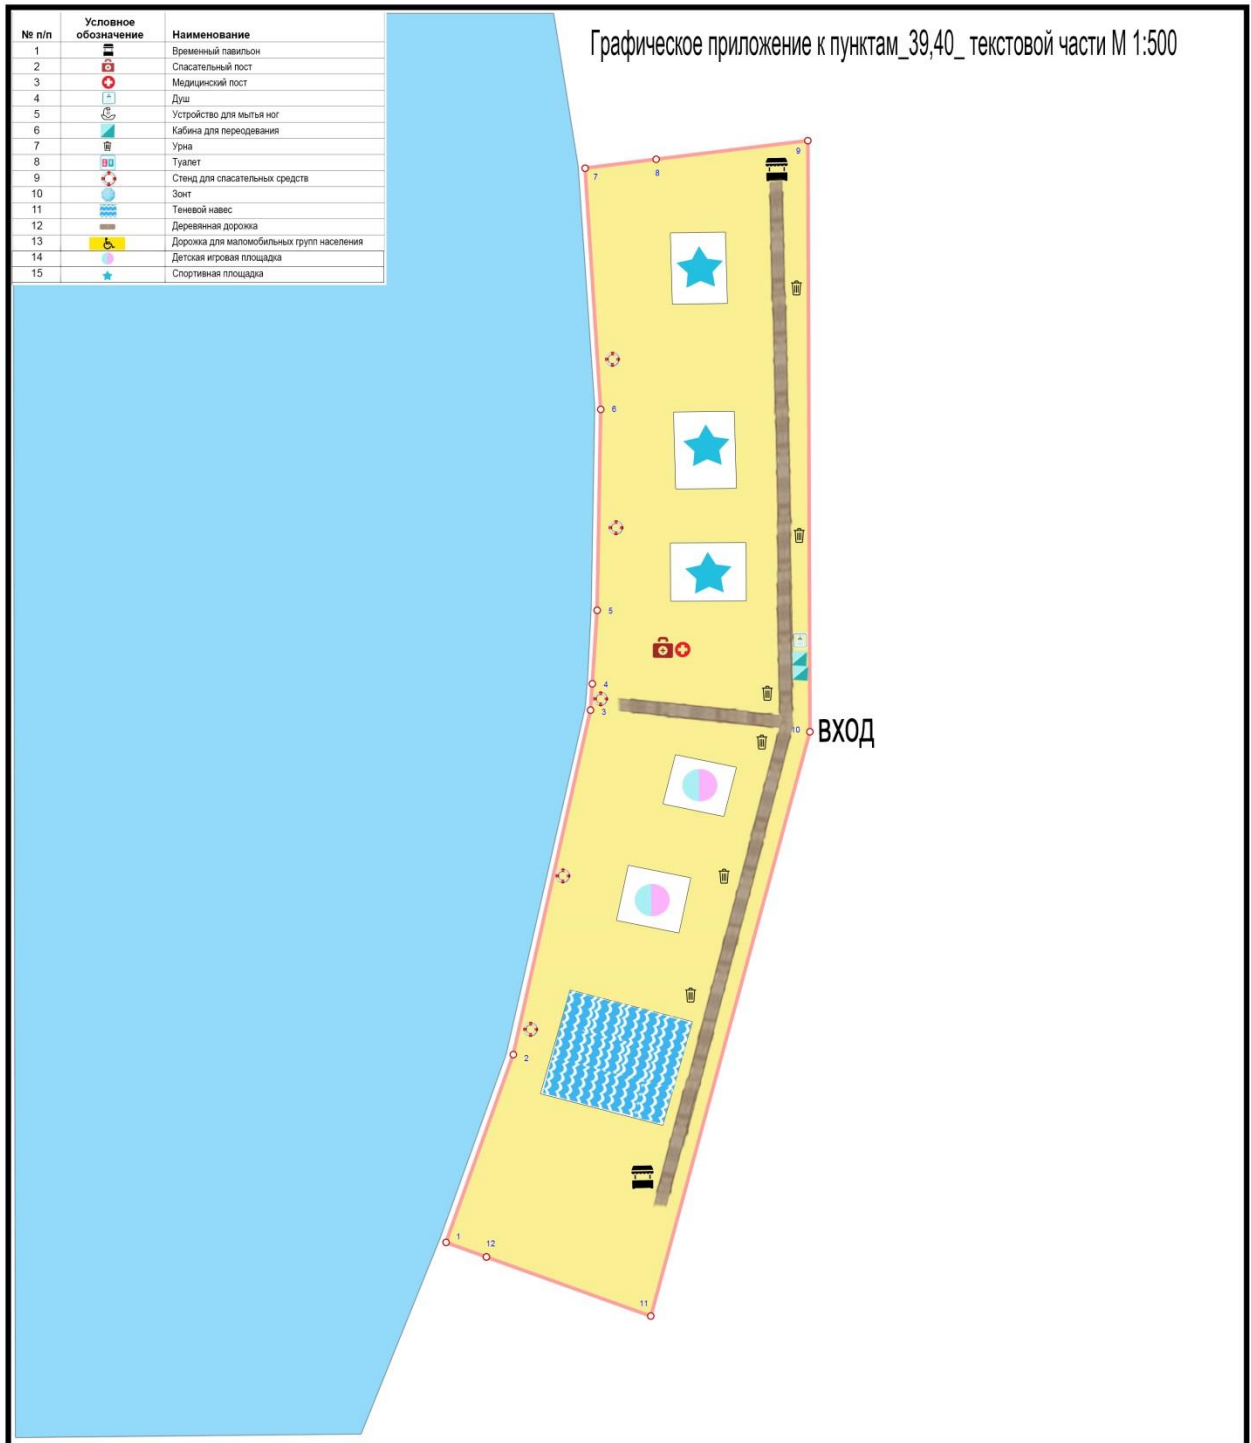 № п/п Условное обозначение Наименование
1 Временный павильон
2 Спасательный пост
3 Медицинский пост
4 Душ
5 Устройство для мытья ног
6 Кабина для переодевания
7 Урна
8 Туалет
9 Стенд для спасательных средств
10 Зонт
11 Теневой навес
12 Деревянная дорожка
13 Дорожка для маломобильных групп населения
14 Детская игровая площадка
15 Спортивная площадка
Графическое приложение к пунктам_39,40_ текстовой части М 1:500
9
8
7
6
5
4
3
10
ВХОД
2
1
12
11